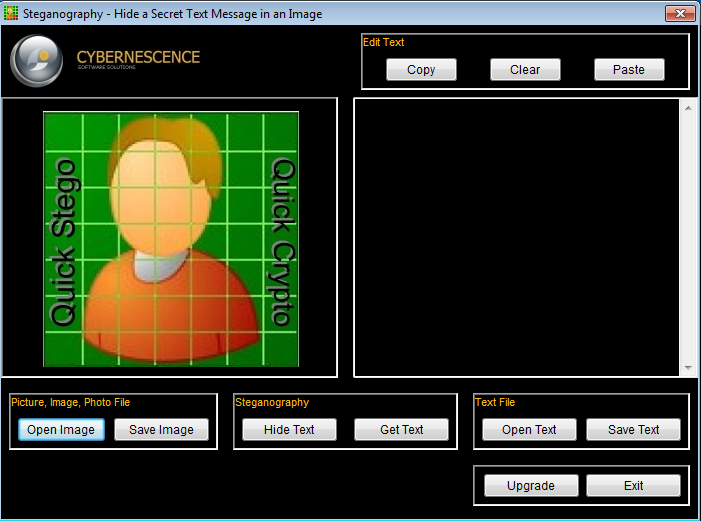 Steganography - Hide a Secret Text Message in an Image
CYBERNESCENCE
SOFTWARE SOLUTIONS
Edit Text
Copy Clear Paste
Quick Stego
Quick Crypto
Picture, Image, Photo File
Open Image Save Image
Steganography
Hide Text Get Text
Text File
Open Text Save Text
Upgrade Exit